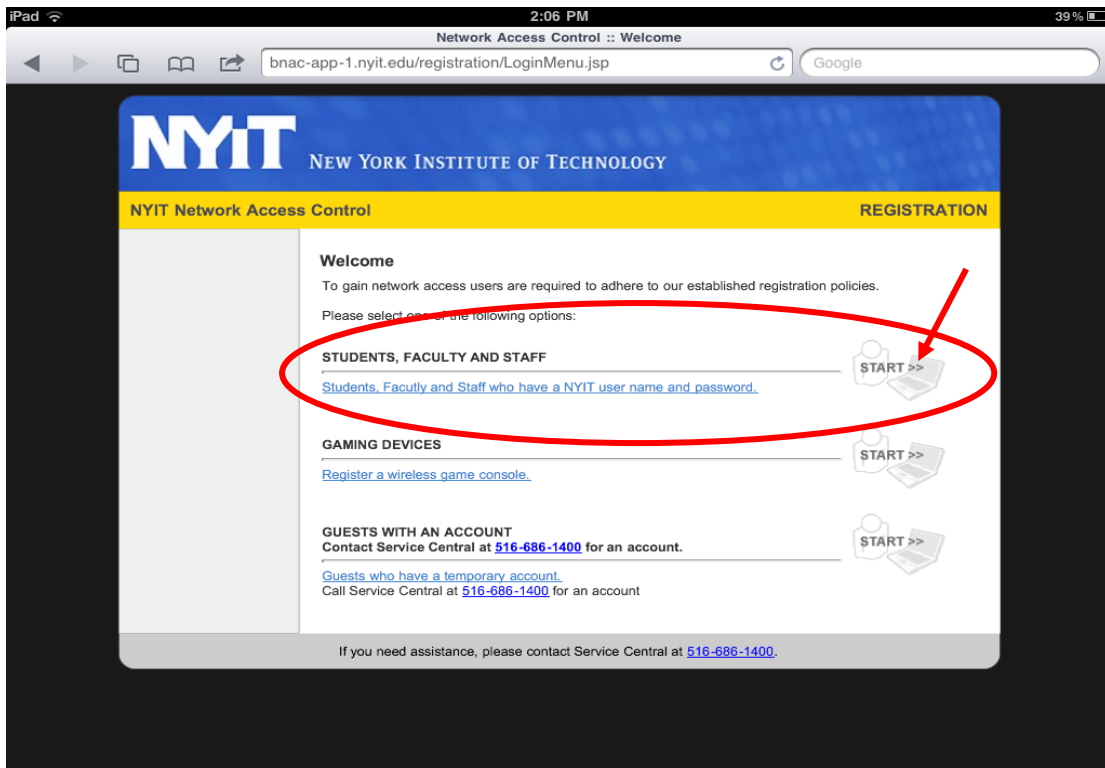 iPad 2:06 PM 39%
Network Access Control :: Welcome
bnac-app-1.nyit.edu/registration/LoginMenu.jsp Google
NYiT NEW YORK INSTITUTE OF TECHNOLOGY
NYIT Network Access Control REGISTRATION
Welcome
To gain network access users are required to adhere to our established registration policies.
Please select one of the following options:
STUDENTS, FACULTY AND STAFF
START >>
Students, Facutly and Staff who have a NYIT user name and password.
GAMING DEVICES
START >>
Register a wireless game console.
GUESTS WITH AN ACCOUNT
Contact Service Central at 516-686-1400 for an account.
START >>
Guests who have a temporary account.
Call Service Central at 516-686-1400 for an account
If you need assistance, please contact Service Central at 516-686-1400.